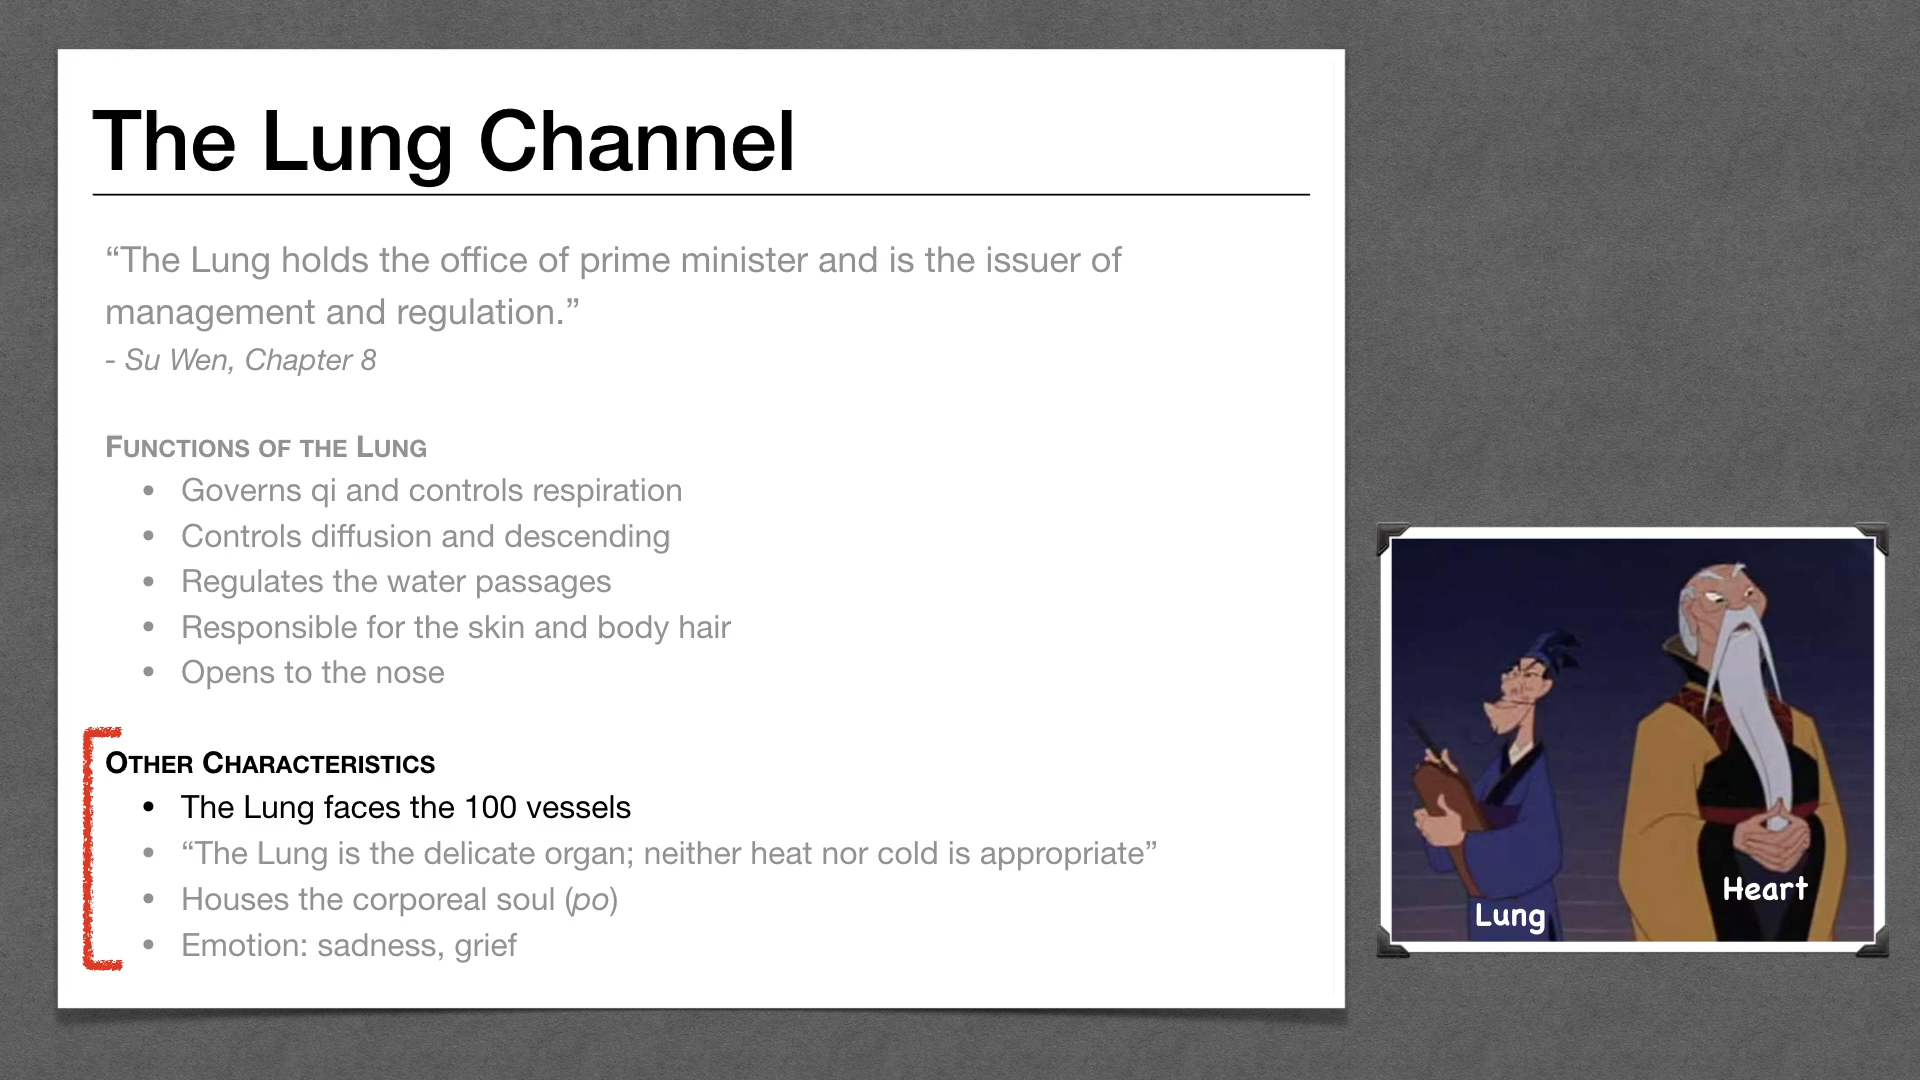 The Lung Channel
“The Lung holds the office of prime minister and is the issuer of
management and regulation.”
- Su Wen, Chapter 8
FUNCTIONS OF THE LUNG
• Governs qi and controls respiration
• Controls diffusion and descending
• Regulates the water passages
• Responsible for the skin and body hair
• Opens to the nose
OTHER CHARACTERISTICS
• The Lung faces the 100 vessels
• “The Lung is the delicate organ; neither heat nor cold is appropriate”
• Houses the corporeal soul (po)
• Emotion: sadness, grief
Heart
Lung